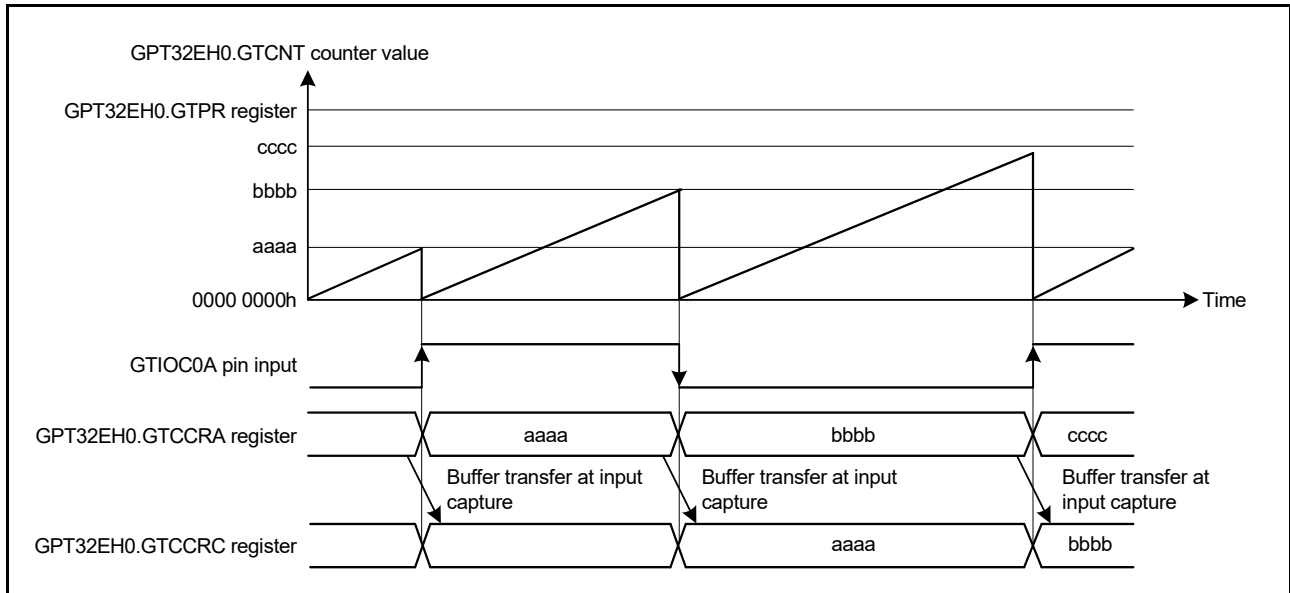 GPT32EH0.GTCNT counter value
GPT32EH0.GTPR register
cccc
bbbb
aaaa
0000 0000h
Time
GTIOC0A pin input
GPT32EH0.GTCCRA register
aaaa
bbbb
cccc
Buffer transfer at input
capture
Buffer transfer at input
capture
Buffer transfer at
input capture
GPT32EH0.GTCCRC register
aaaa
bbbb